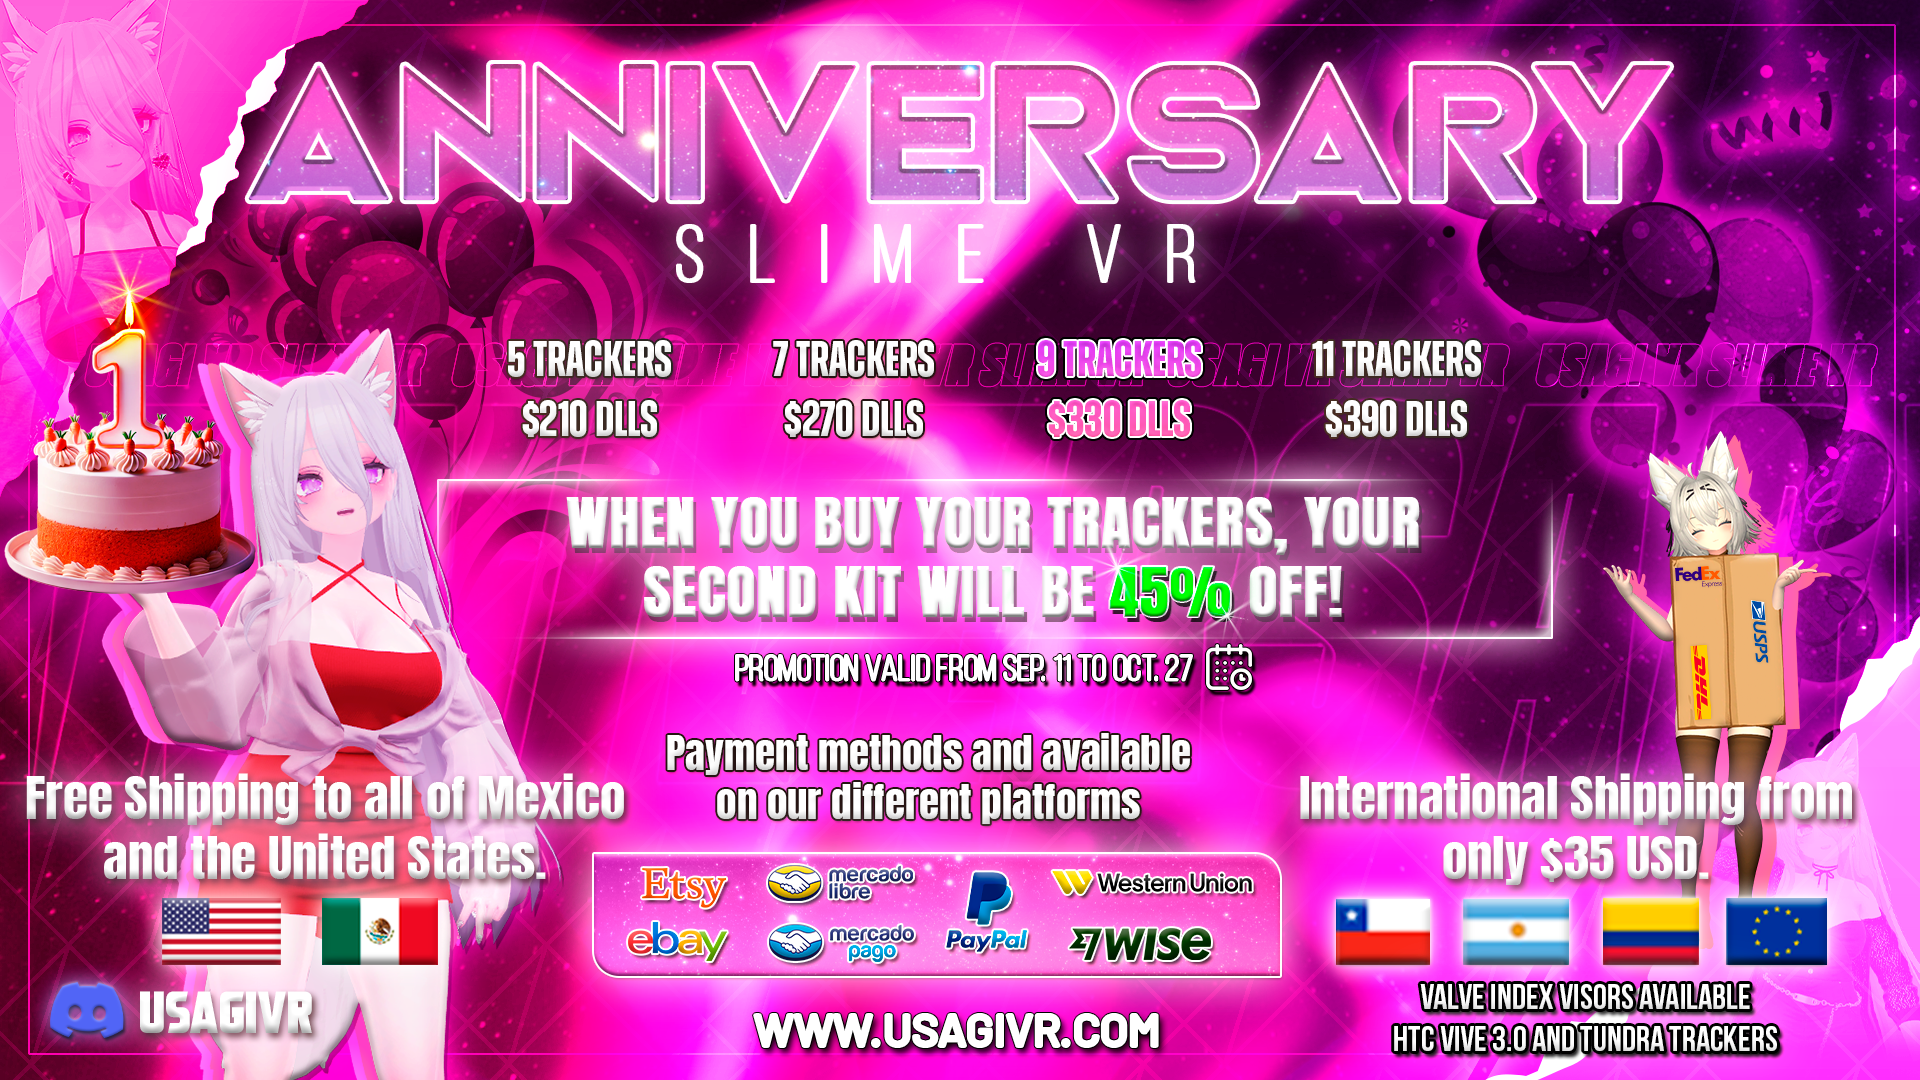 ANNIVERSARY
SLIME VR
5 TRACKERS
$210 DLLS
7 TRACKERS
$270 DLLS
9 TRACKERS
$330 DLLS
11 TRACKERS
$390 DLLS
WHEN YOU BUY YOUR TRACKERS, YOUR
SECOND KIT WILL BE 45% OFF!
PROMOTION VALID FROM SEP. 11 TO OCT. 27
1
FedEx
Express
USPS
DHL
Free Shipping to all of Mexico
and the United States.
Payment methods and available
on our different platforms
Etsy
mercado
libre
PayPal
Western Union
ebay
mercado
pago
WISE
International Shipping from
only $35 USD.
VALVE INDEX VISORS AVAILABLE
HTC VIVE 3.0 AND TUNDRA TRACKERS
USAGIVR
WWW.USAGIVR.COM